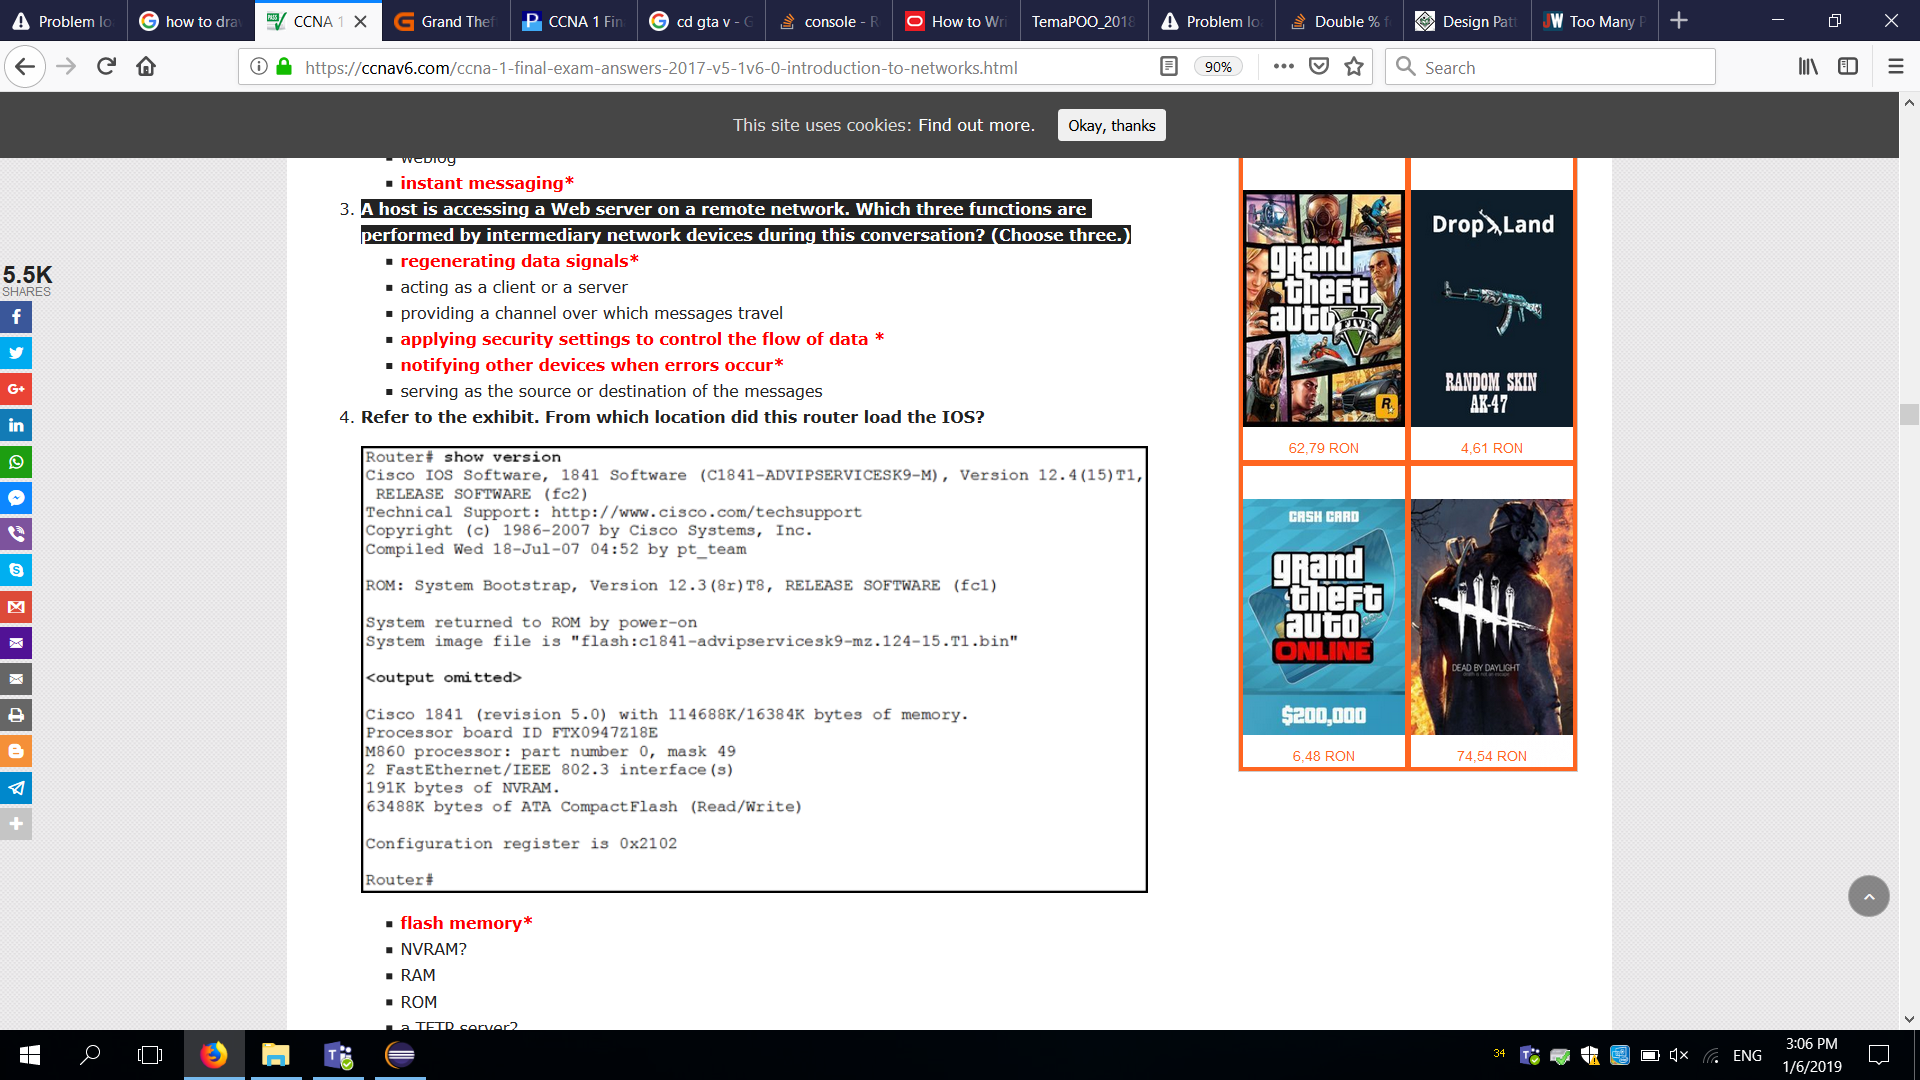 Problem lo
how to drav
CCNA 1
Grand Thef
CCNA 1 Fin
cd gta v - G
console - R
How to Wri
TemaPOO_2018
Problem lo
Double % f
Design Patt
Too Many P
https://ccnav6.com/ccna-1-final-exam-answers-2017-v5-1v6-0-introduction-to-networks.html
90%
Search
This site uses cookies: Find out more.
Okay, thanks
weblog
instant messaging*
3. A host is accessing a Web server on a remote network. Which three functions are
performed by intermediary network devices during this conversation? (Choose three.)
regenerating data signals*
acting as a client or a server
providing a channel over which messages travel
applying security settings to control the flow of data *
notifying other devices when errors occur*
serving as the source or destination of the messages
4. Refer to the exhibit. From which location did this router load the IOS?
Router# show version
Cisco IOS Software, 1841 Software (C1841-ADVIPSERVICESK9-M), Version 12.4(15)T1,
RELEASE SOFTWARE (fc2)
Technical Support: http://www.cisco.com/techsupport
Copyright (c) 1986-2007 by Cisco Systems, Inc.
Compiled Wed 18-Jul-07 04:52 by pt_team
ROM: System Bootstrap, Version 12.3(8r)T8, RELEASE SOFTWARE (fc1)
System returned to ROM by power-on
System image file is "flash:c1841-advipservicesk9-mz.124-15.T1.bin"
<output omitted>
Cisco 1841 (revision 5.0) with 114688K/16384K bytes of memory.
Processor board ID FTX0947Z18E
M860 processor: part number 0, mask 49
2 FastEthernet/IEEE 802.3 interface(s)
191K bytes of NVRAM.
63488K bytes of ATA CompactFlash (Read/Write)
Configuration register is 0x2102
Router#
flash memory*
NVRAM?
RAM
ROM
a TFTP server?
5.5K
SHARES
grand
theft
auto
FIVE
R
62,79 RON
Drop Land
RANDOM SKIN
AK-47
4,61 RON
CASH CARD
grand
theft
auto
ONLINE
$200,000
6,48 RON
DEAD BY DAYLIGHT
death is not an escape
74,54 RON
34
ENG
3:06 PM
1/6/2019